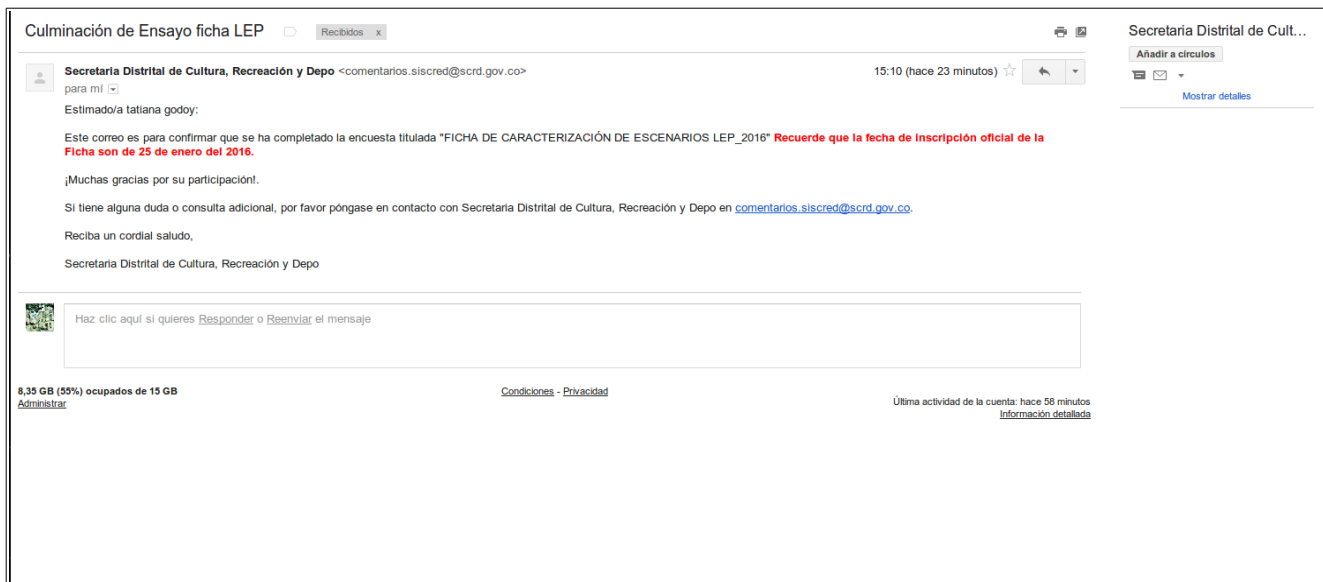 Culminación de Ensayo ficha LEP
Recibidos x
Secretaria Distrital de Cultura, Recreación y Depo <comentarios.siscred@scrd.gov.co>
15:10 (hace 23 minutos)
para mí
Estimado/a tatiana godoy:
Este correo es para confirmar que se ha completado la encuesta titulada "FICHA DE CARACTERIZACIÓN DE ESCENARIOS LEP_2016" Recuerde que la fecha de inscripción oficial de la
Ficha son de 25 de enero del 2016.
¡Muchas gracias por su participación!.
Si tiene alguna duda o consulta adicional, por favor póngase en contacto con Secretaria Distrital de Cultura, Recreación y Depo en comentarios.siscred@scrd.gov.co.
Reciba un cordial saludo,
Secretaria Distrital de Cultura, Recreación y Depo
Haz clic aquí si quieres Responder o Reenviar el mensaje
8,35 GB (55%) ocupados de 15 GB
Administrar
Condiciones - Privacidad
Última actividad de la cuenta: hace 58 minutos
Información detallada
Secretaria Distrital de Cult...
Añadir a círculos
Mostrar detalles